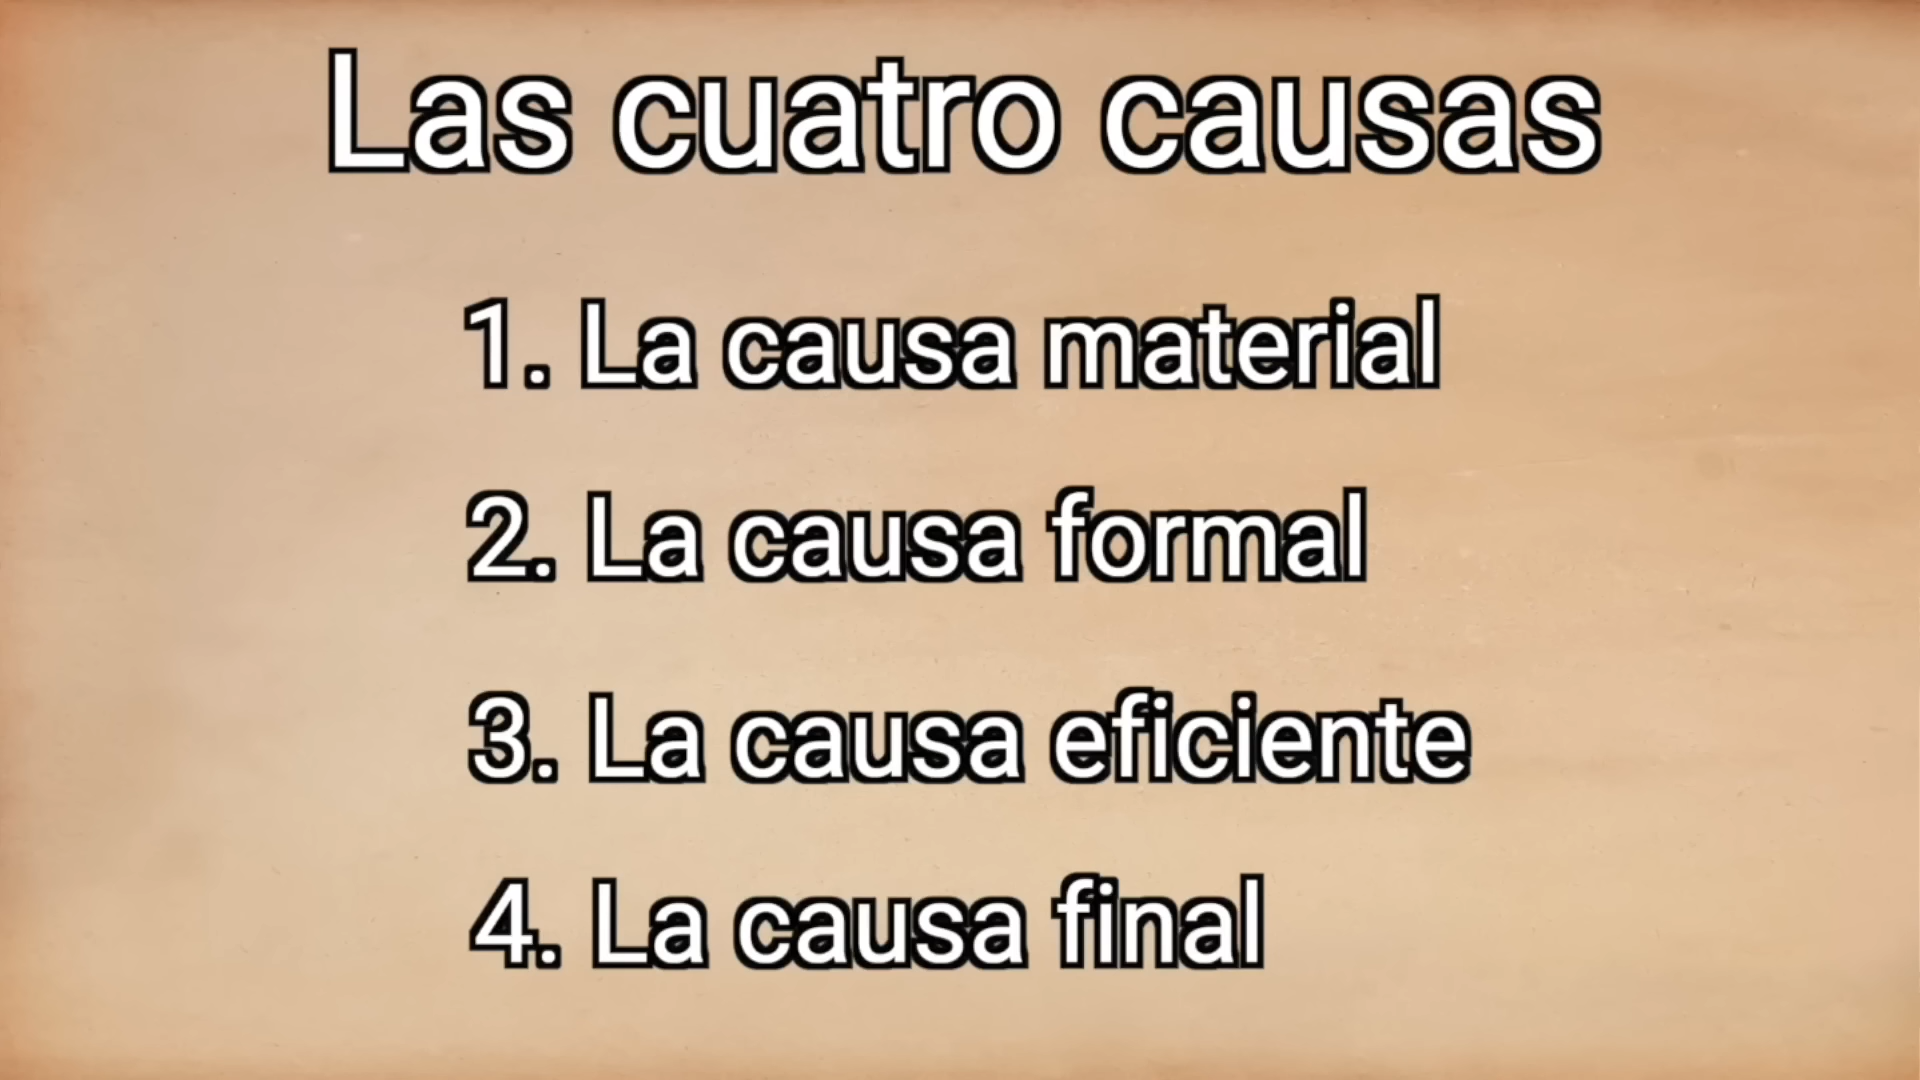 Las cuatro causas
1. La causa material
2. La causa formal
3. La causa eficiente
4. La causa final